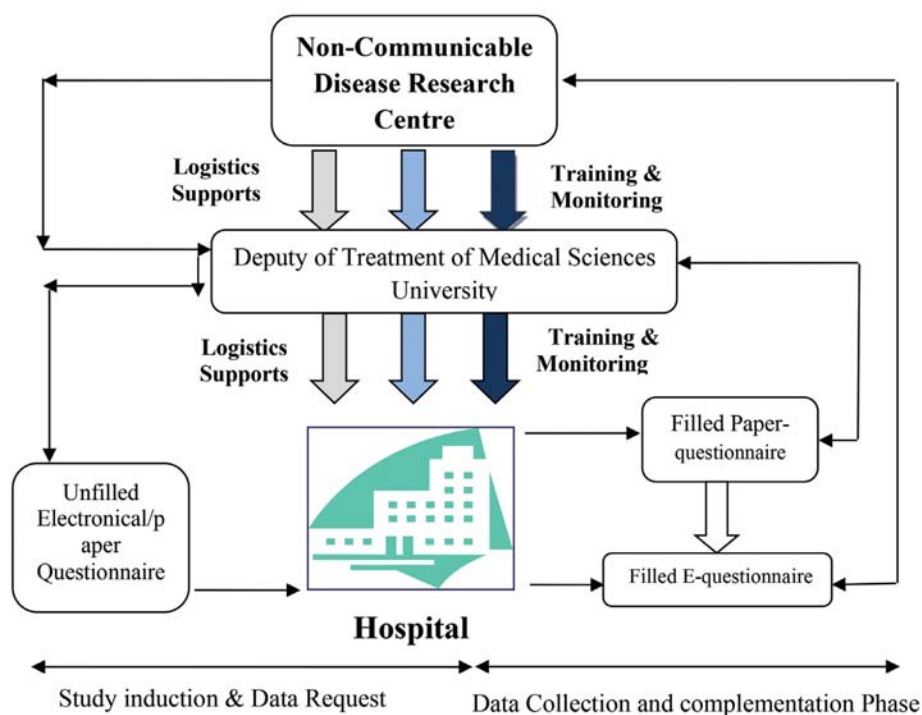 Non-Communicable
Disease Research
Centre
Logistics
Supports
Training &
Monitoring
Deputy of Treatment of Medical Sciences
University
Logistics
Supports
Training &
Monitoring
Filled Paper-
questionnaire
Unfilled
Electronical/p
aper
Questionnaire
Filled E-questionnaire
Hospital
Study induction & Data Request
Data Collection and complementation Phase